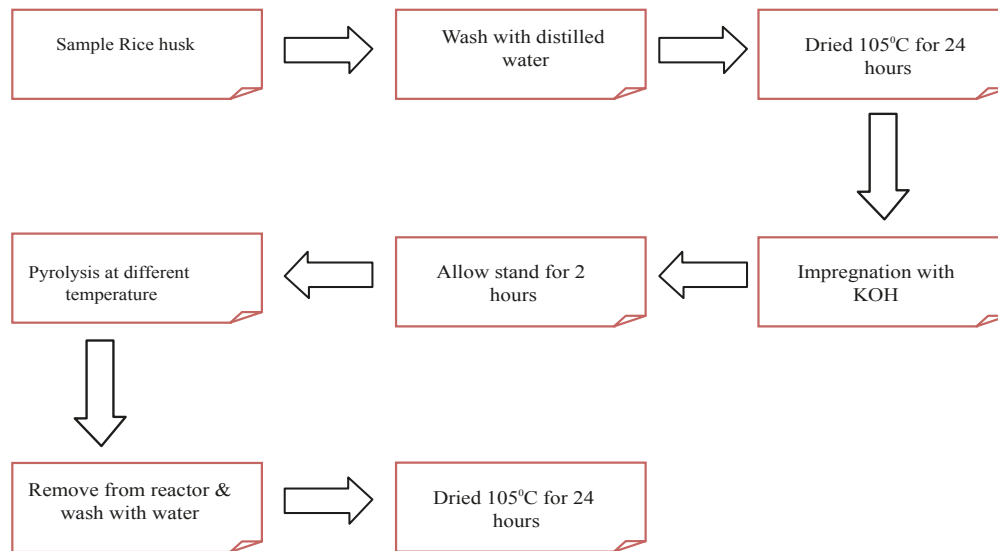 Sample Rice husk
Wash with distilled
water
Dried 105⁰C for 24
hours
Impregnation with
KOH
Allow stand for 2
hours
Pyrolysis at different
temperature
Remove from reactor &
wash with water
Dried 105⁰C for 24
hours